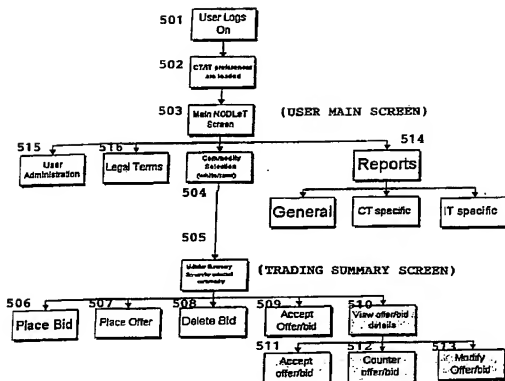 501
User Logs
On
502
CT/IT preferences
are loaded
503
Main NODLeT
Screen
(USER MAIN SCREEN)
515
516
514
User
Administration
Legal Terms
Commodity
Selection
Reports
504
General
CT specific
IT specific
505
Summary
(TRADING SUMMARY SCREEN)
506
507
508
509
510
Place Bid
Place Offer
Delete Bid
Accept
Offer/bid
View offer/bid
details
511
512
513
Accept
offer/bid
Counter
offer/bid
Modify
Offer/bid